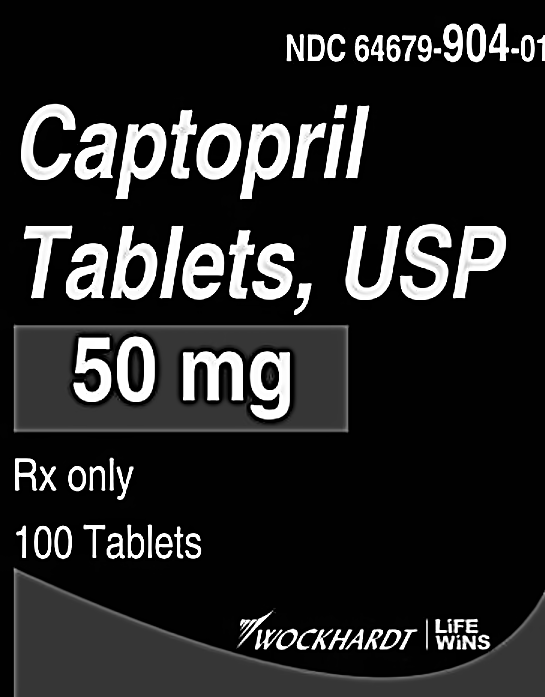 NDC 64679-904-01
Captopril
Tablets, USP
50 mg
Rx only
100 Tablets
WOCKHARDT | LiFE
WiNS